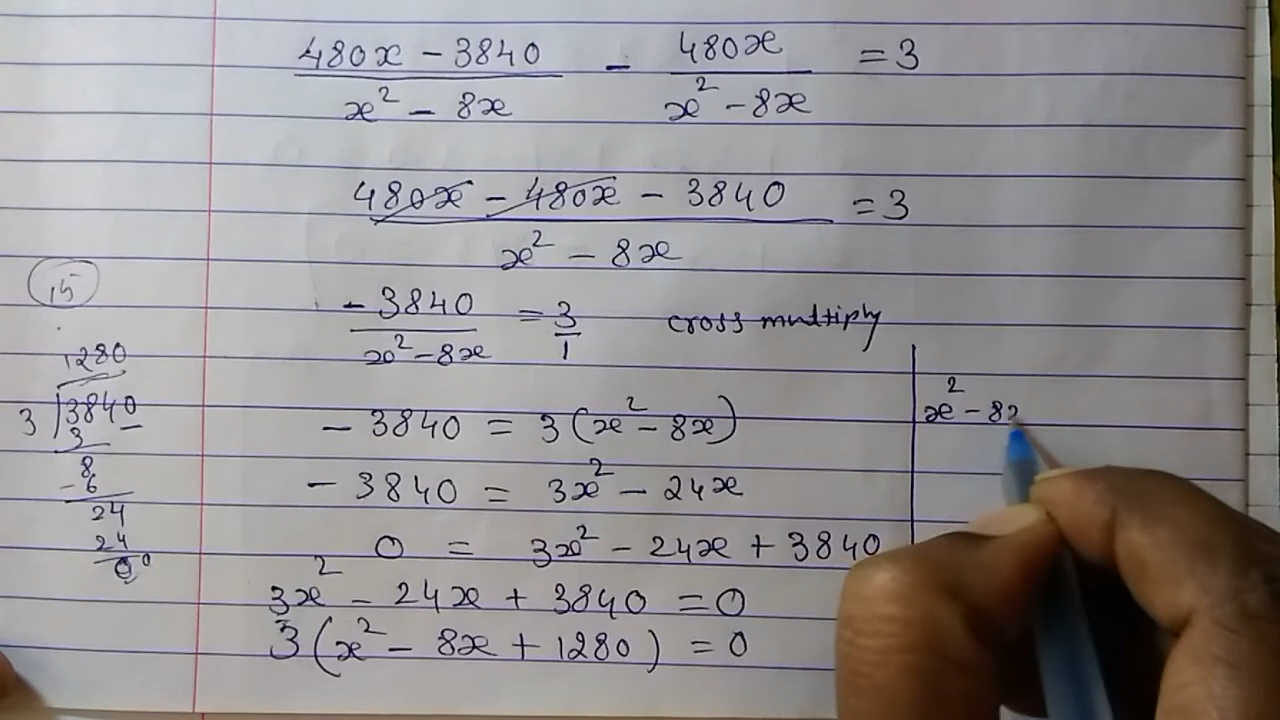 480x - 3840 / x² - 8x - 480x / x² - 8x = 3
480x - 480x - 3840 / x² - 8x = 3
15
-3840 / x² - 8x = 3/1 cross multiply
1280
3 ) 3840
3
8
- 6
24
24
00
- 3840 = 3(x² - 8x)
- 3840 = 3x² - 24x
0 = 3x² - 24x + 3840
3x² - 24x + 3840 = 0
3(x² - 8x + 1280) = 0
x² - 8x